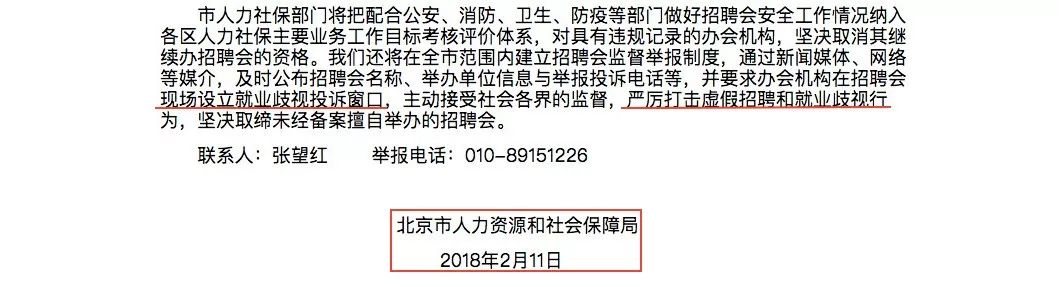 市人力社保部门将把配合公安、消防、卫生、防疫等部门做好招聘会安全工作情况纳入
各区人力社保主要业务工作目标考核评价体系，对具有违规记录的办会机构，坚决取消其继
续办招聘会的资格。我们还将在全市范围内建立招聘会监督举报制度，通过新闻媒体、网络
等媒介，及时公布招聘会名称、举办单位信息与举报投诉电话等，并要求办会机构在招聘会
现场设立就业歧视投诉窗口，主动接受社会各界的监督，严厉打击虚假招聘和就业歧视行
为，坚决取缔未经备案擅自举办的招聘会。
联系人：张望红　　举报电话：010-89151226
北京市人力资源和社会保障局
2018年2月11日